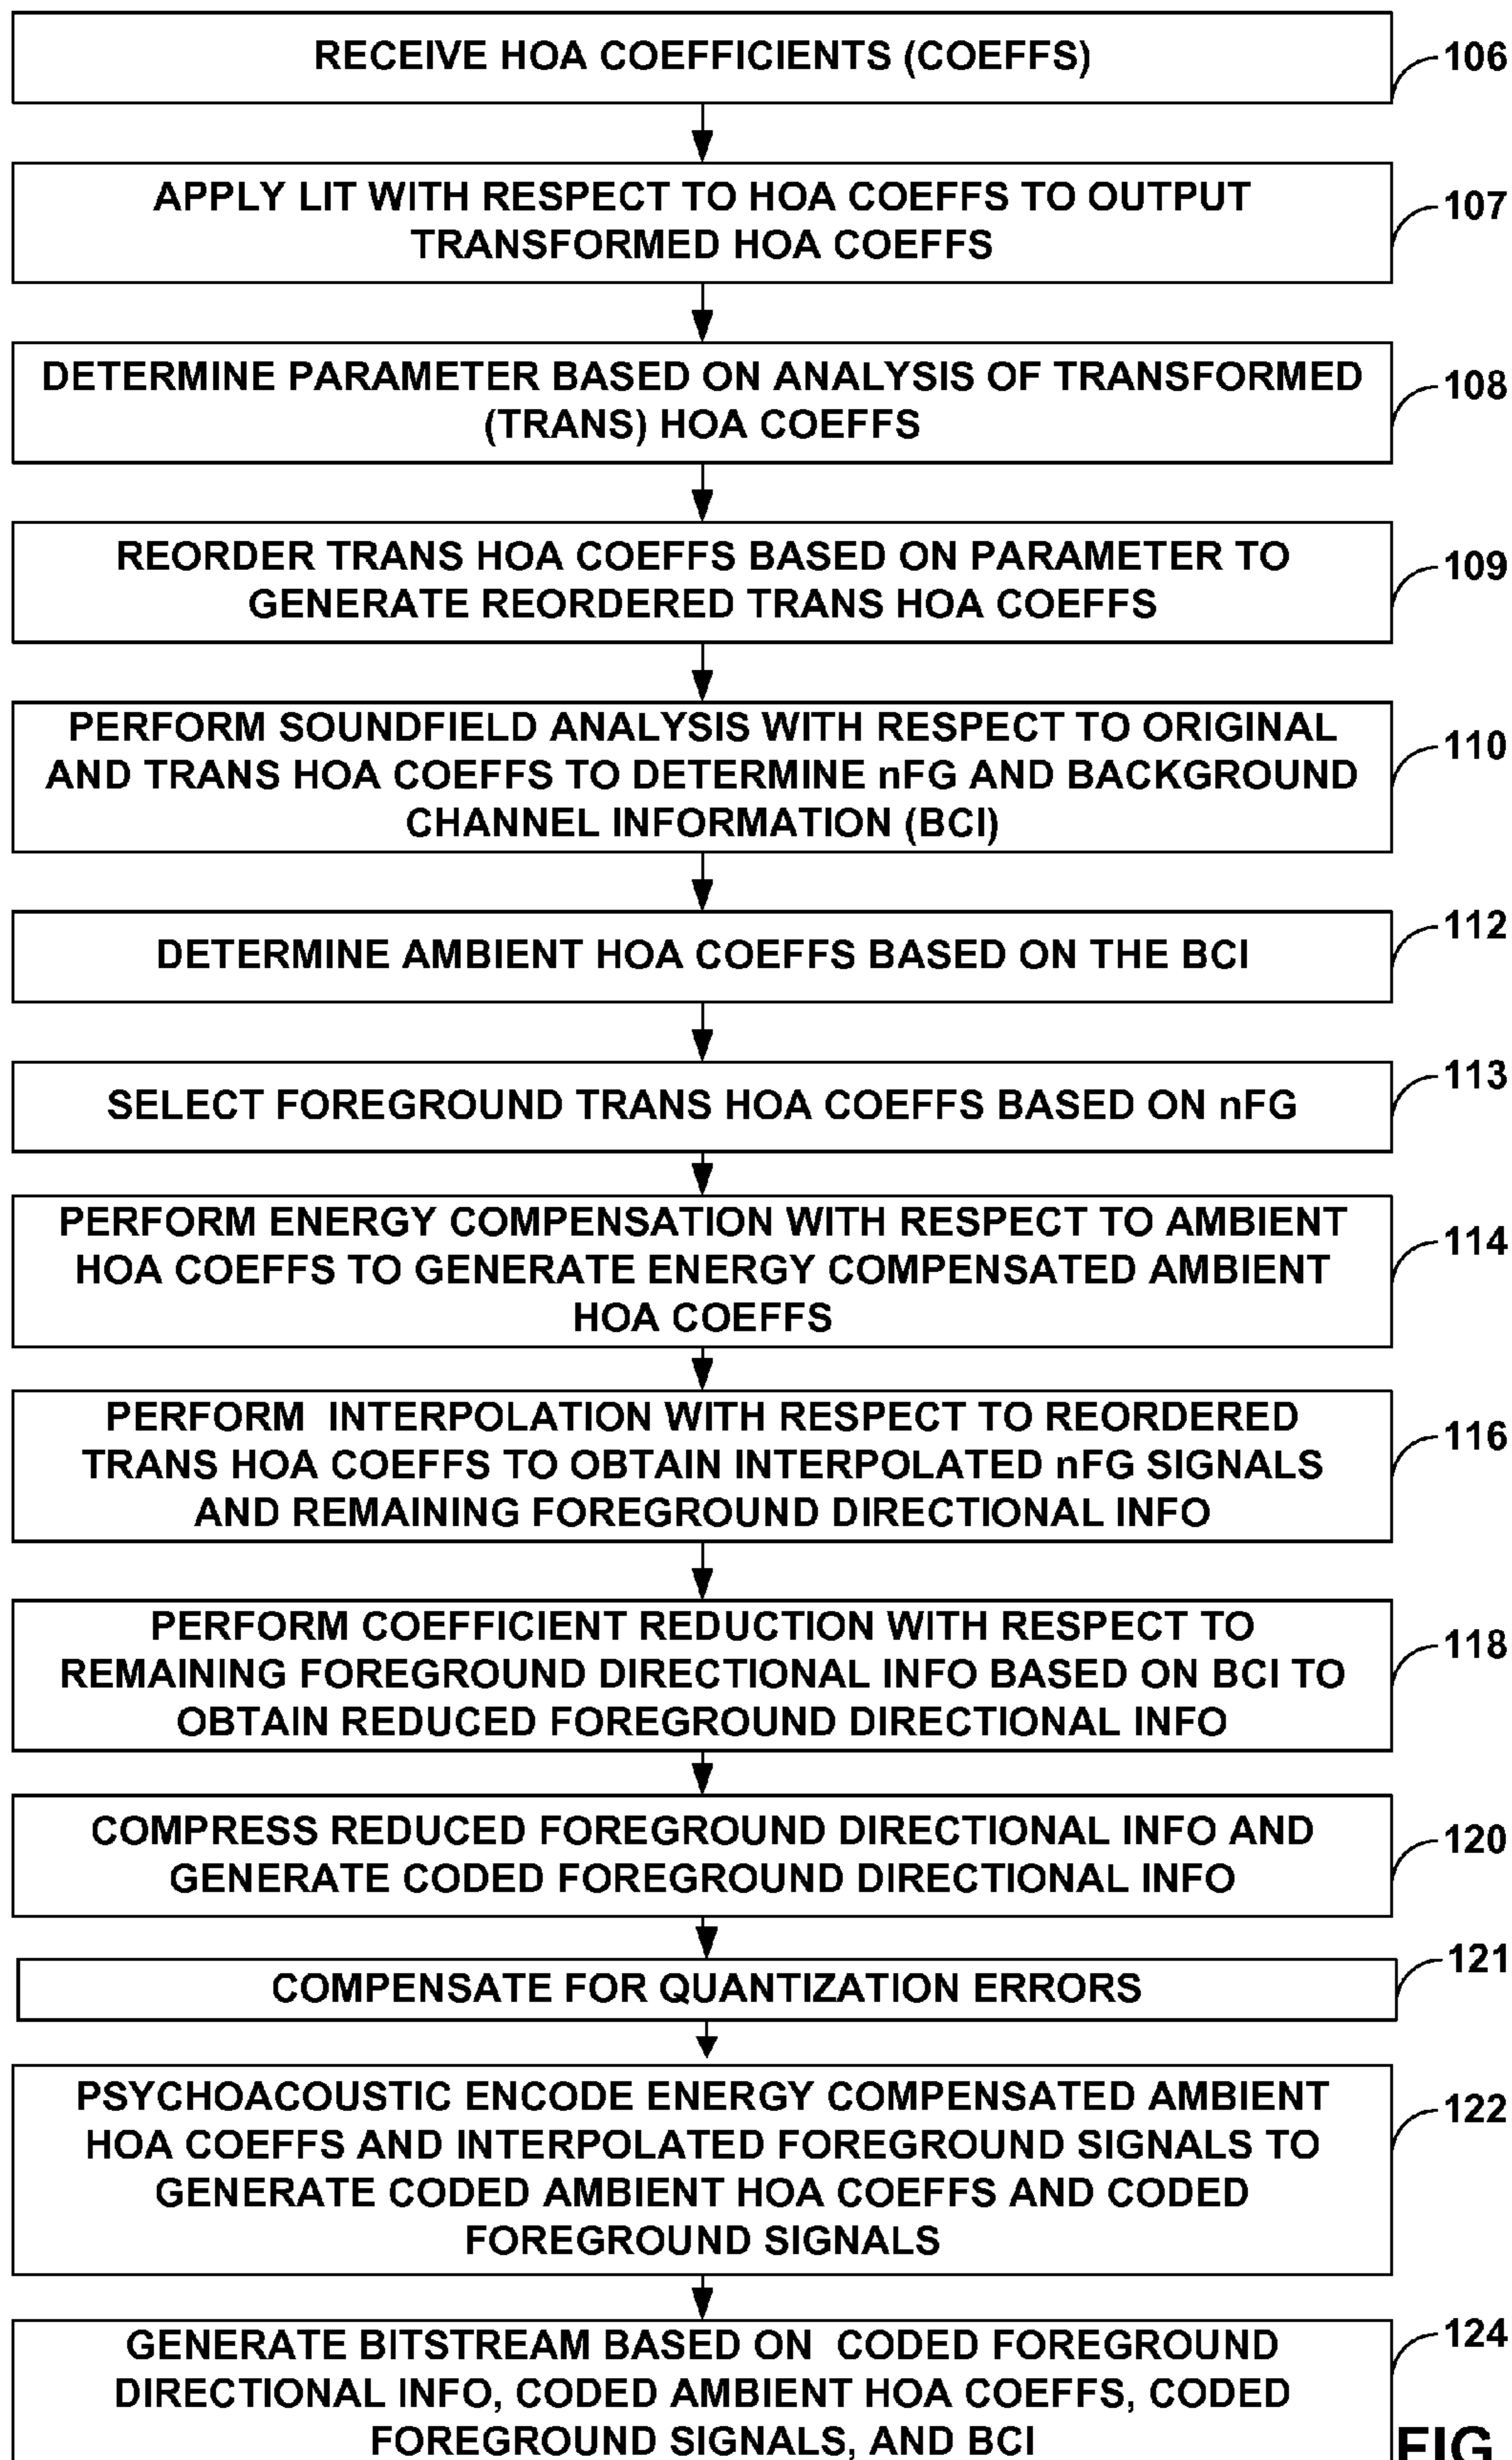 RECEIVE HOA COEFFICIENTS (COEFFS)
106
APPLY LIT WITH RESPECT TO HOA COEFFS TO OUTPUT
TRANSFORMED HOA COEFFS
107
DETERMINE PARAMETER BASED ON ANALYSIS OF TRANSFORMED
(TRANS) HOA COEFFS
108
REORDER TRANS HOA COEFFS BASED ON PARAMETER TO
GENERATE REORDERED TRANS HOA COEFFS
109
PERFORM SOUNDFIELD ANALYSIS WITH RESPECT TO ORIGINAL
AND TRANS HOA COEFFS TO DETERMINE nFG AND BACKGROUND
CHANNEL INFORMATION (BCI)
110
DETERMINE AMBIENT HOA COEFFS BASED ON THE BCI
112
SELECT FOREGROUND TRANS HOA COEFFS BASED ON nFG
113
PERFORM ENERGY COMPENSATION WITH RESPECT TO AMBIENT
HOA COEFFS TO GENERATE ENERGY COMPENSATED AMBIENT
HOA COEFFS
114
PERFORM INTERPOLATION WITH RESPECT TO REORDERED
TRANS HOA COEFFS TO OBTAIN INTERPOLATED nFG SIGNALS
AND REMAINING FOREGROUND DIRECTIONAL INFO
116
PERFORM COEFFICIENT REDUCTION WITH RESPECT TO
REMAINING FOREGROUND DIRECTIONAL INFO BASED ON BCI TO
OBTAIN REDUCED FOREGROUND DIRECTIONAL INFO
118
COMPRESS REDUCED FOREGROUND DIRECTIONAL INFO AND
GENERATE CODED FOREGROUND DIRECTIONAL INFO
120
COMPENSATE FOR QUANTIZATION ERRORS
121
PSYCHOACOUSTIC ENCODE ENERGY COMPENSATED AMBIENT
HOA COEFFS AND INTERPOLATED FOREGROUND SIGNALS TO
GENERATE CODED AMBIENT HOA COEFFS AND CODED
FOREGROUND SIGNALS
122
GENERATE BITSTREAM BASED ON CODED FOREGROUND
DIRECTIONAL INFO, CODED AMBIENT HOA COEFFS, CODED
FOREGROUND SIGNALS, AND BCI
124
FIG